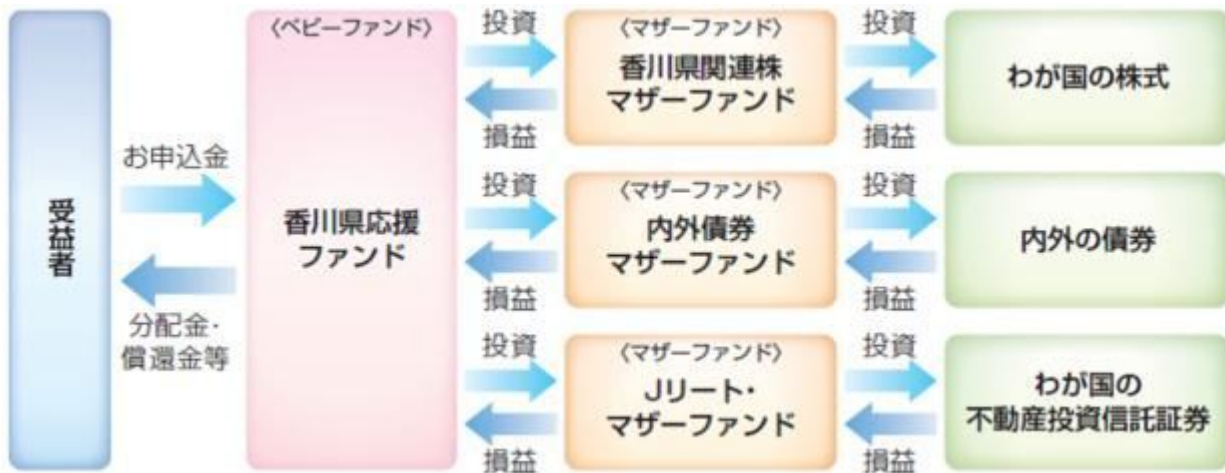 受益者
お申込金
分配金・
償還金等
〈ベビーファンド〉
香川県応援
ファンド
投資
損益
〈マザーファンド〉
香川県関連株
マザーファンド
投資
損益
わが国の株式
投資
損益
〈マザーファンド〉
内外債券
マザーファンド
投資
損益
内外の債券
投資
損益
〈マザーファンド〉
Jリート・
マザーファンド
投資
損益
わが国の
不動産投資信託証券